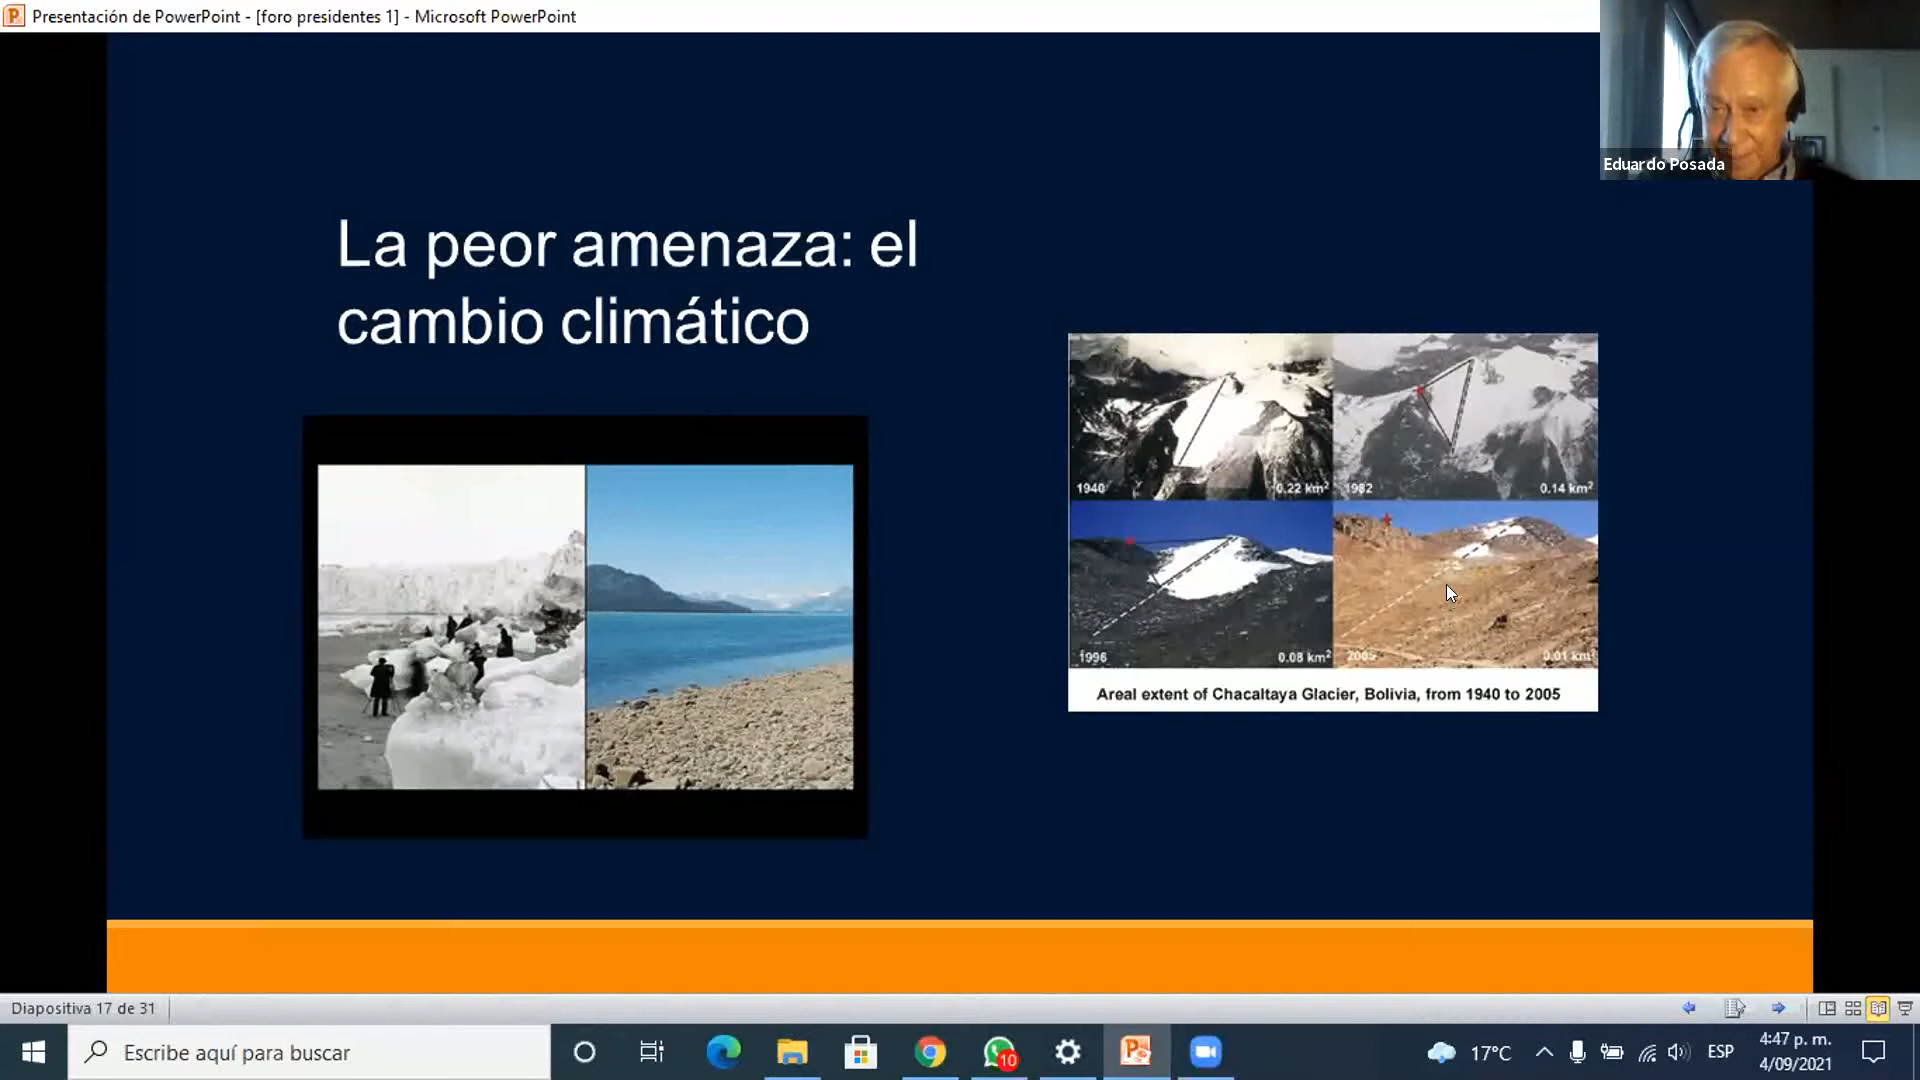 Presentación de PowerPoint - [foro presidentes 1] - Microsoft PowerPoint
Eduardo Posada
La peor amenaza: el
cambio climático
1940
0.22 km²
1982
0.14 km²
1996
0.08 km²
2005
0.01 km²
Areal extent of Chacaltaya Glacier, Bolivia, from 1940 to 2005
Diapositiva 17 de 31
Escribe aquí para buscar
10
17°C
ESP
4:47 p. m.
4/09/2021